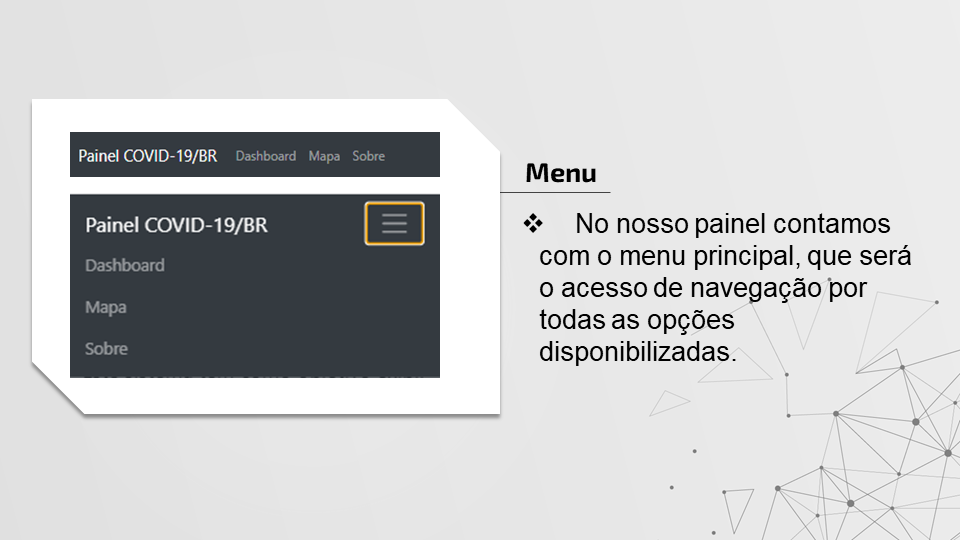 Painel COVID-19/BR Dashboard Mapa Sobre
Painel COVID-19/BR
Dashboard
Mapa
Sobre
Menu
❖ No nosso painel contamos
com o menu principal, que será
o acesso de navegação por
todas as opções
disponibilizadas.